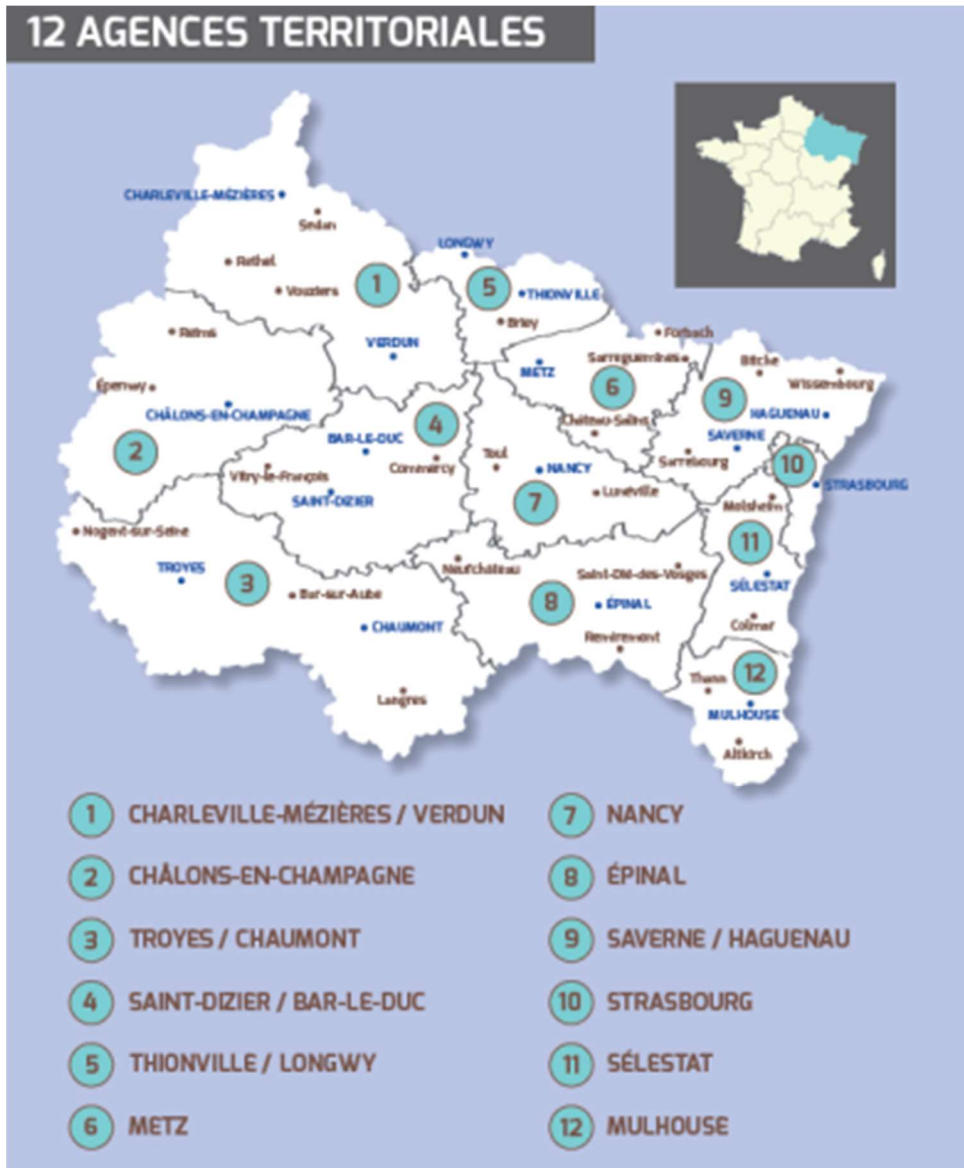 12 AGENCES TERRITORIALES
CHARLEVILLE-MÉZIÈRES
Sedan
LONGWY
Rethel
1
5
THIONVILLE
Vouziers
Briey
Reims
VERDUN
Forbach
METZ
Sarreguemines
Bitche
Wissembourg
Épernay
6
9
CHÂLONS-EN-CHAMPAGNE
HAGUENAU
4
Château-Salins
BAR-LE-DUC
SAVERNE
2
Commercy
Toul
Sarrebourg
10
Vitry-le-François
NANCY
STRASBOURG
SAINT-DIZIER
7
Lunéville
Molsheim
Nogent-sur-Seine
11
TROYES
3
Neufchâteau
Saint-Dié-des-Vosges
SÉLESTAT
Bar-sur-Aube
8
ÉPINAL
CHAUMONT
Remiremont
Colmar
Thann
12
Langres
MULHOUSE
Altkirch
1 CHARLEVILLE-MÉZIÈRES / VERDUN
2 CHÂLONS-EN-CHAMPAGNE
3 TROYES / CHAUMONT
4 SAINT-DIZIER / BAR-LE-DUC
5 THIONVILLE / LONGWY
6 METZ
7 NANCY
8 ÉPINAL
9 SAVERNE / HAGUENAU
10 STRASBOURG
11 SÉLESTAT
12 MULHOUSE